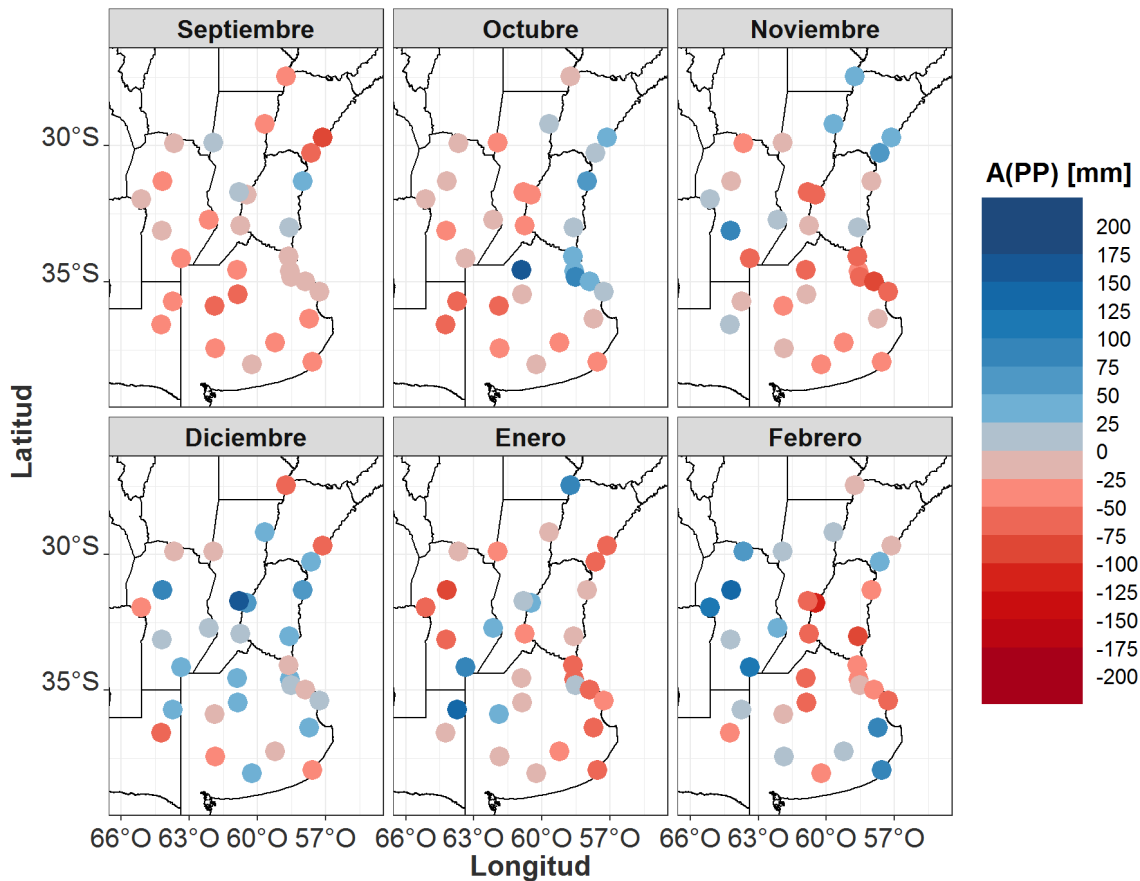 Septiembre Octubre Noviembre
30°S
35°S
Diciembre Enero Febrero
30°S
35°S
66°O 63°O 60°O 57°O 66°O 63°O 60°O 57°O 66°O 63°O 60°O 57°O
Longitud
Latitud
A(PP) [mm]
200
175
150
125
100
75
50
25
0
-25
-50
-75
-100
-125
-150
-175
-200